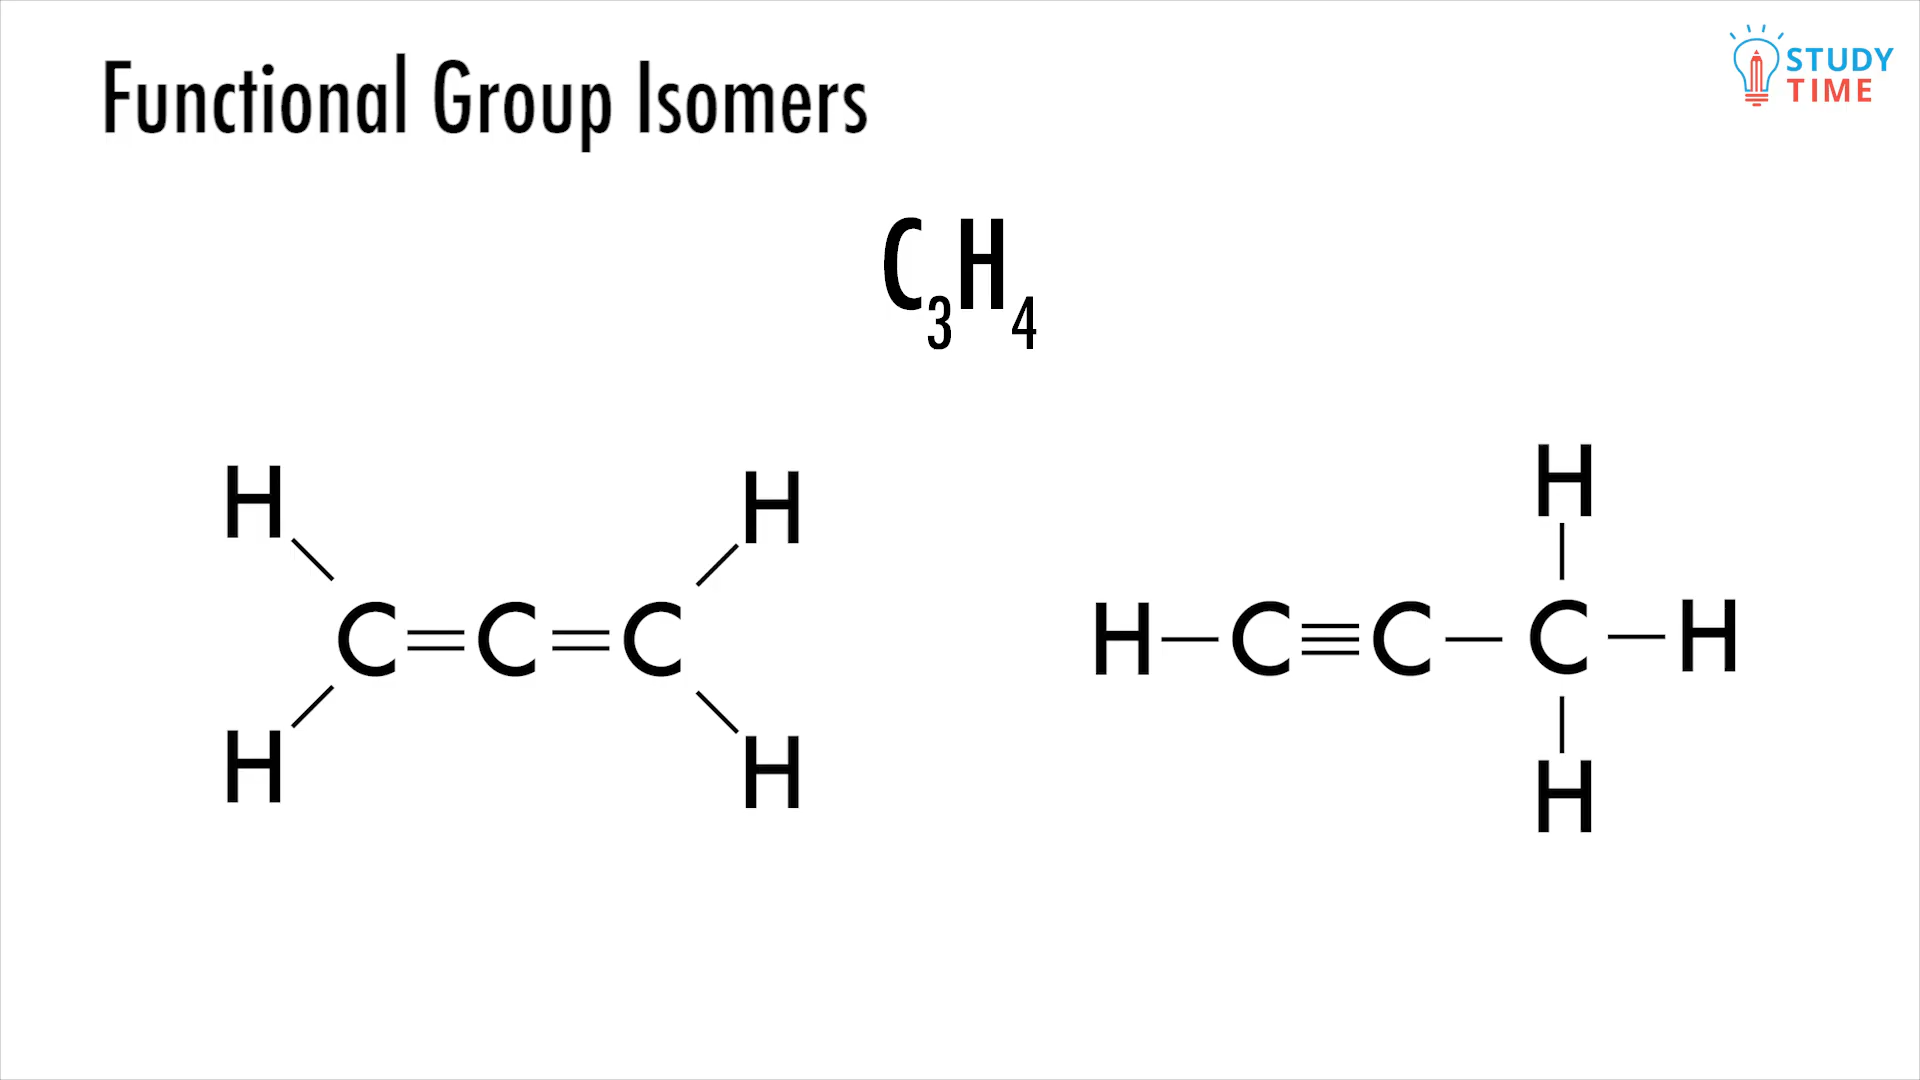 Functional Group Isomers
STUDY
TIME
C₃H₄
H H H
C=C=C H—C≡C—C—H
H H H